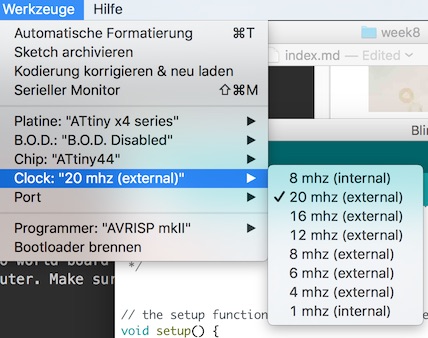 Werkzeuge Hilfe
Automatische Formatierung ⌘T
Sketch archivieren
Kodierung korrigieren & neu laden
Serieller Monitor ⇧⌘M
Platine: "ATtiny x4 series"
B.O.D.: "B.O.D. Disabled"
Chip: "ATtiny44"
Clock: "20 mhz (external)"
Port
Programmer: "AVRISP mkII"
Bootloader brennen
week8
index.md — Edited
Bli
8 mhz (internal)
✓ 20 mhz (external)
16 mhz (external)
12 mhz (external)
8 mhz (external)
6 mhz (external)
4 mhz (external)
1 mhz (internal)
world board
uter. Make sur
*/
// the setup function
void setup() {